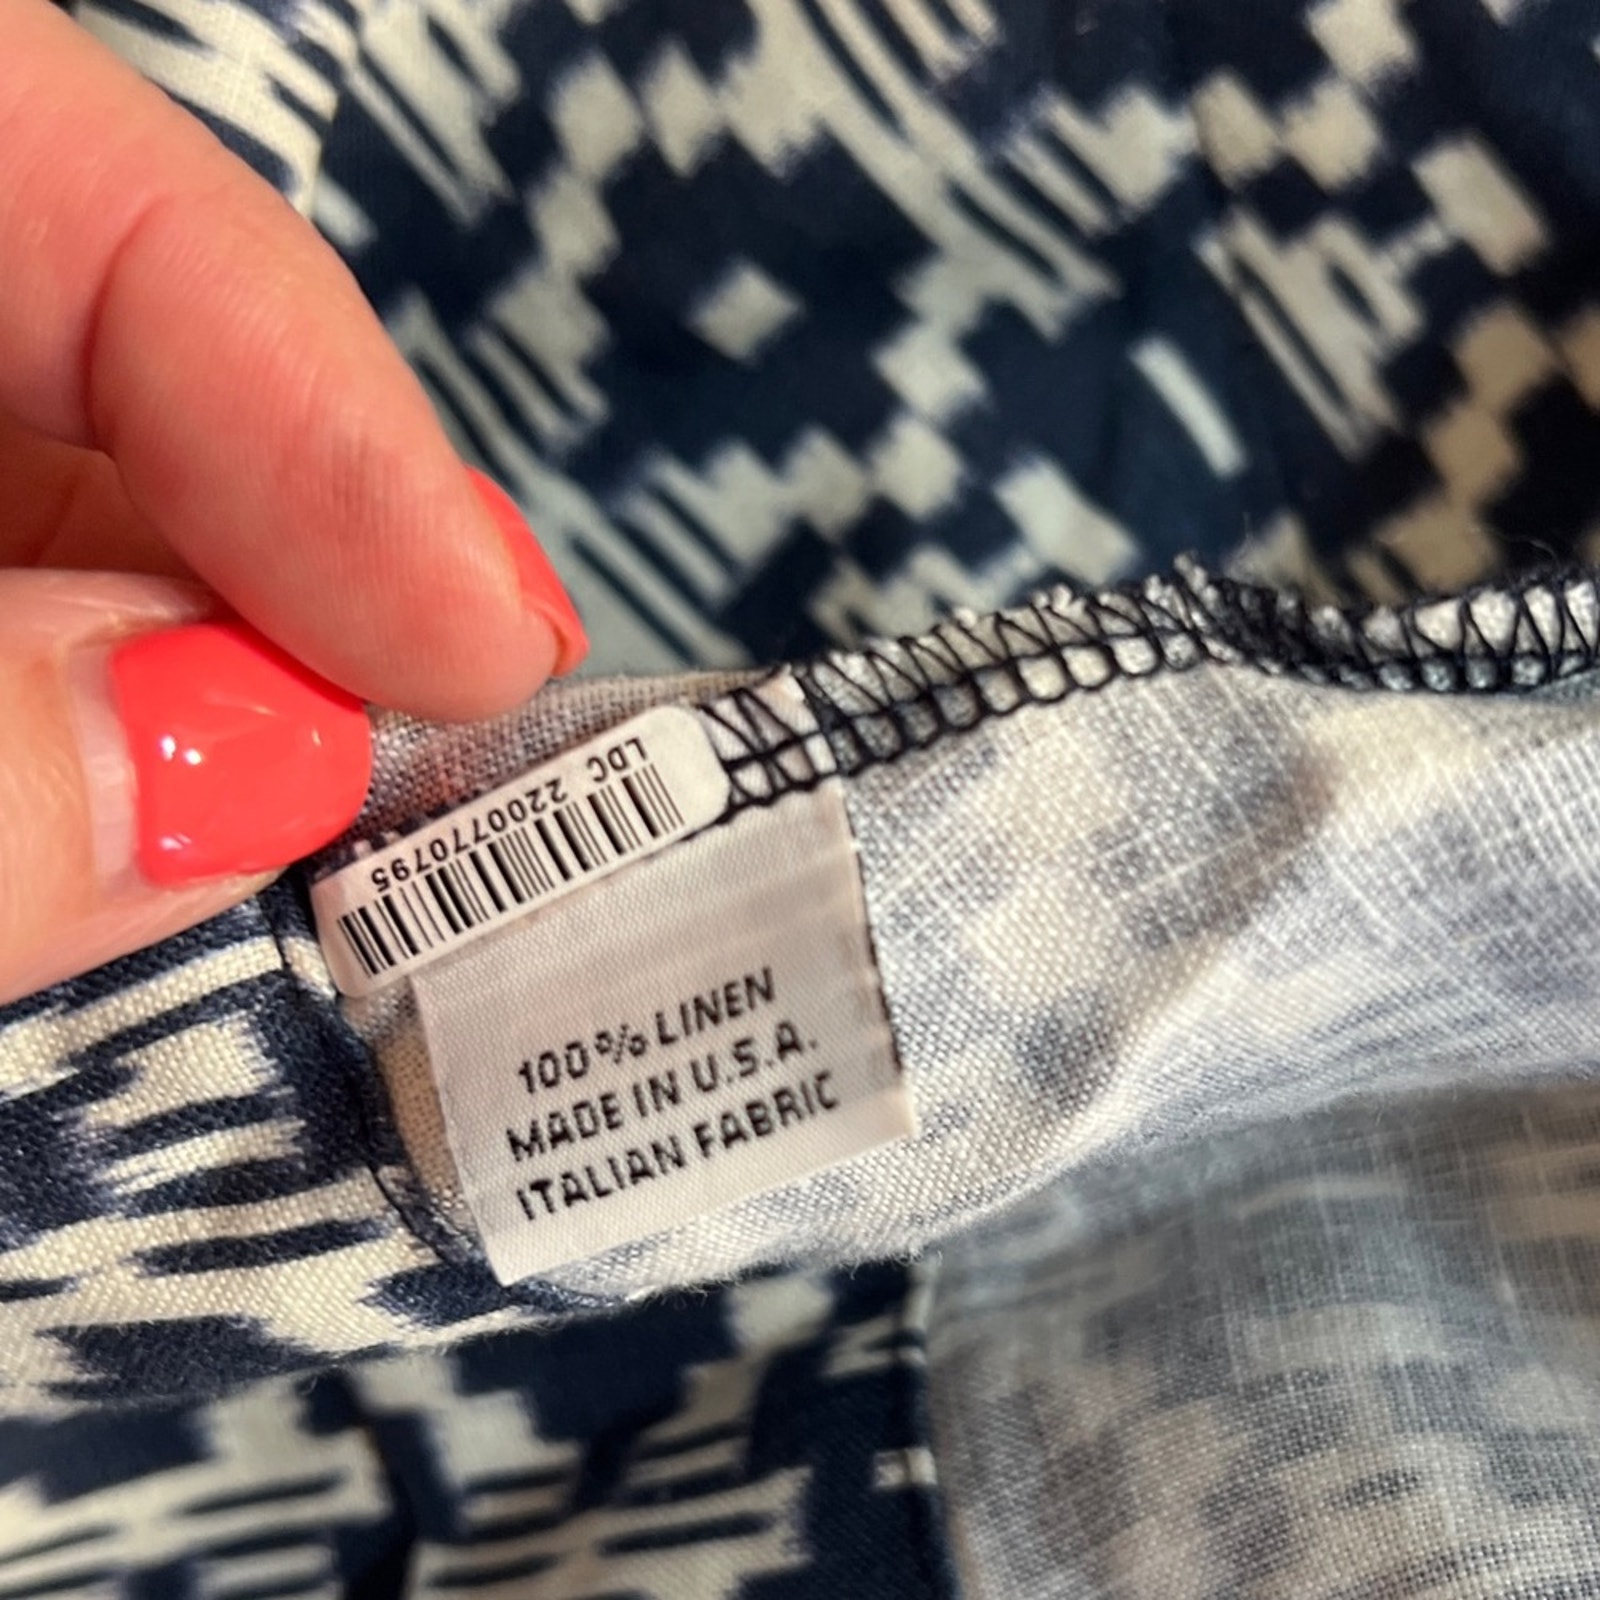 LDC 2200770795
100% LINEN
MADE IN U.S.A.
ITALIAN FABRIC